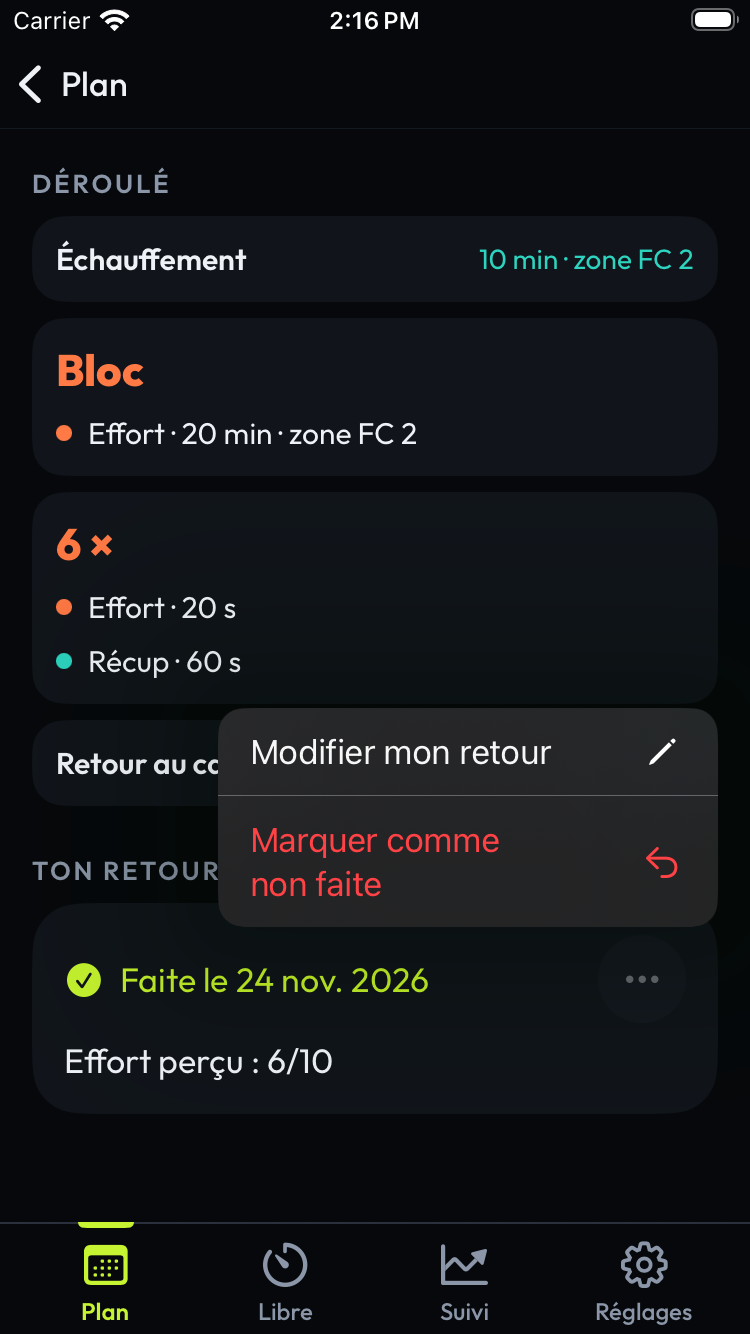 Carrier 2:16 PM
Plan
DÉROULÉ
Échauffement 10 min · zone FC 2
Bloc
Effort · 20 min · zone FC 2
6 ×
Effort · 20 s
Récup · 60 s
Retour au
Modifier mon retour
Marquer comme
non faite
TON RETOUR
Faite le 24 nov. 2026
Effort perçu : 6/10
Plan Libre Suivi Réglages